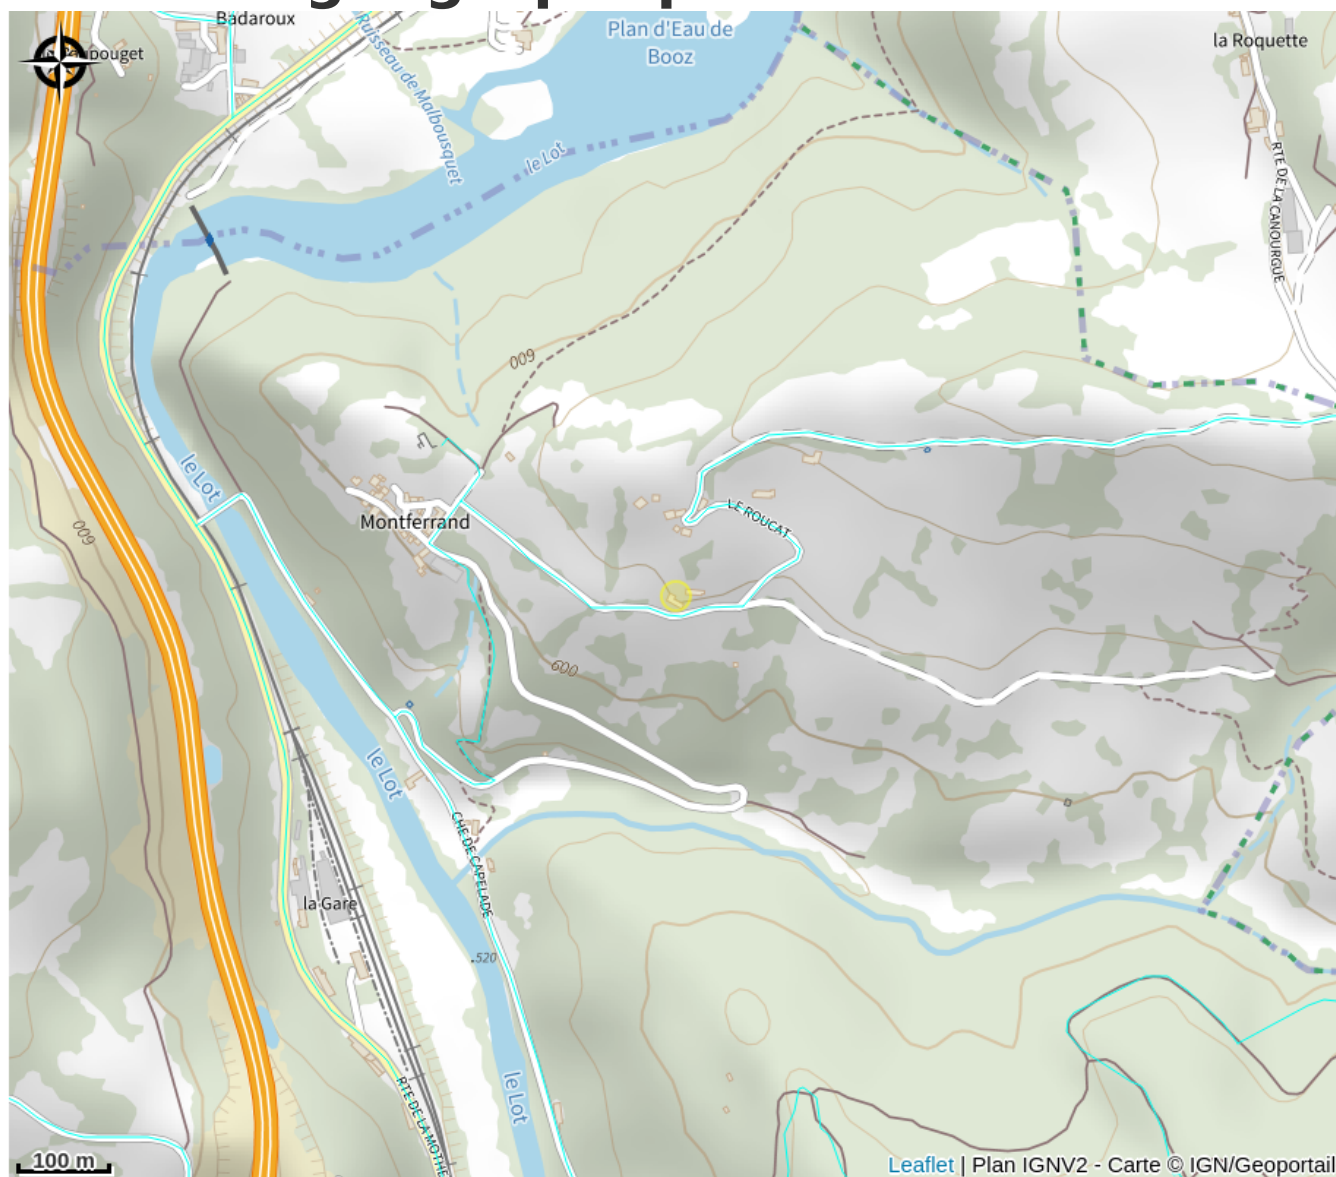 Badaroux
Ruisseau de Malbousquet
Plan d'Eau de
Booz
la Roquette
RTE DE LA CANOURGUE
le Lot
600
le Lot
Montferrand
LE ROUCAT
600
600
le Lot
CHE DE CAPELADE
la Gare
520
le Lot
RTE DE LA MOTHE
100 m
Leaflet | Plan IGNV2 - Carte © IGN/Geoportail